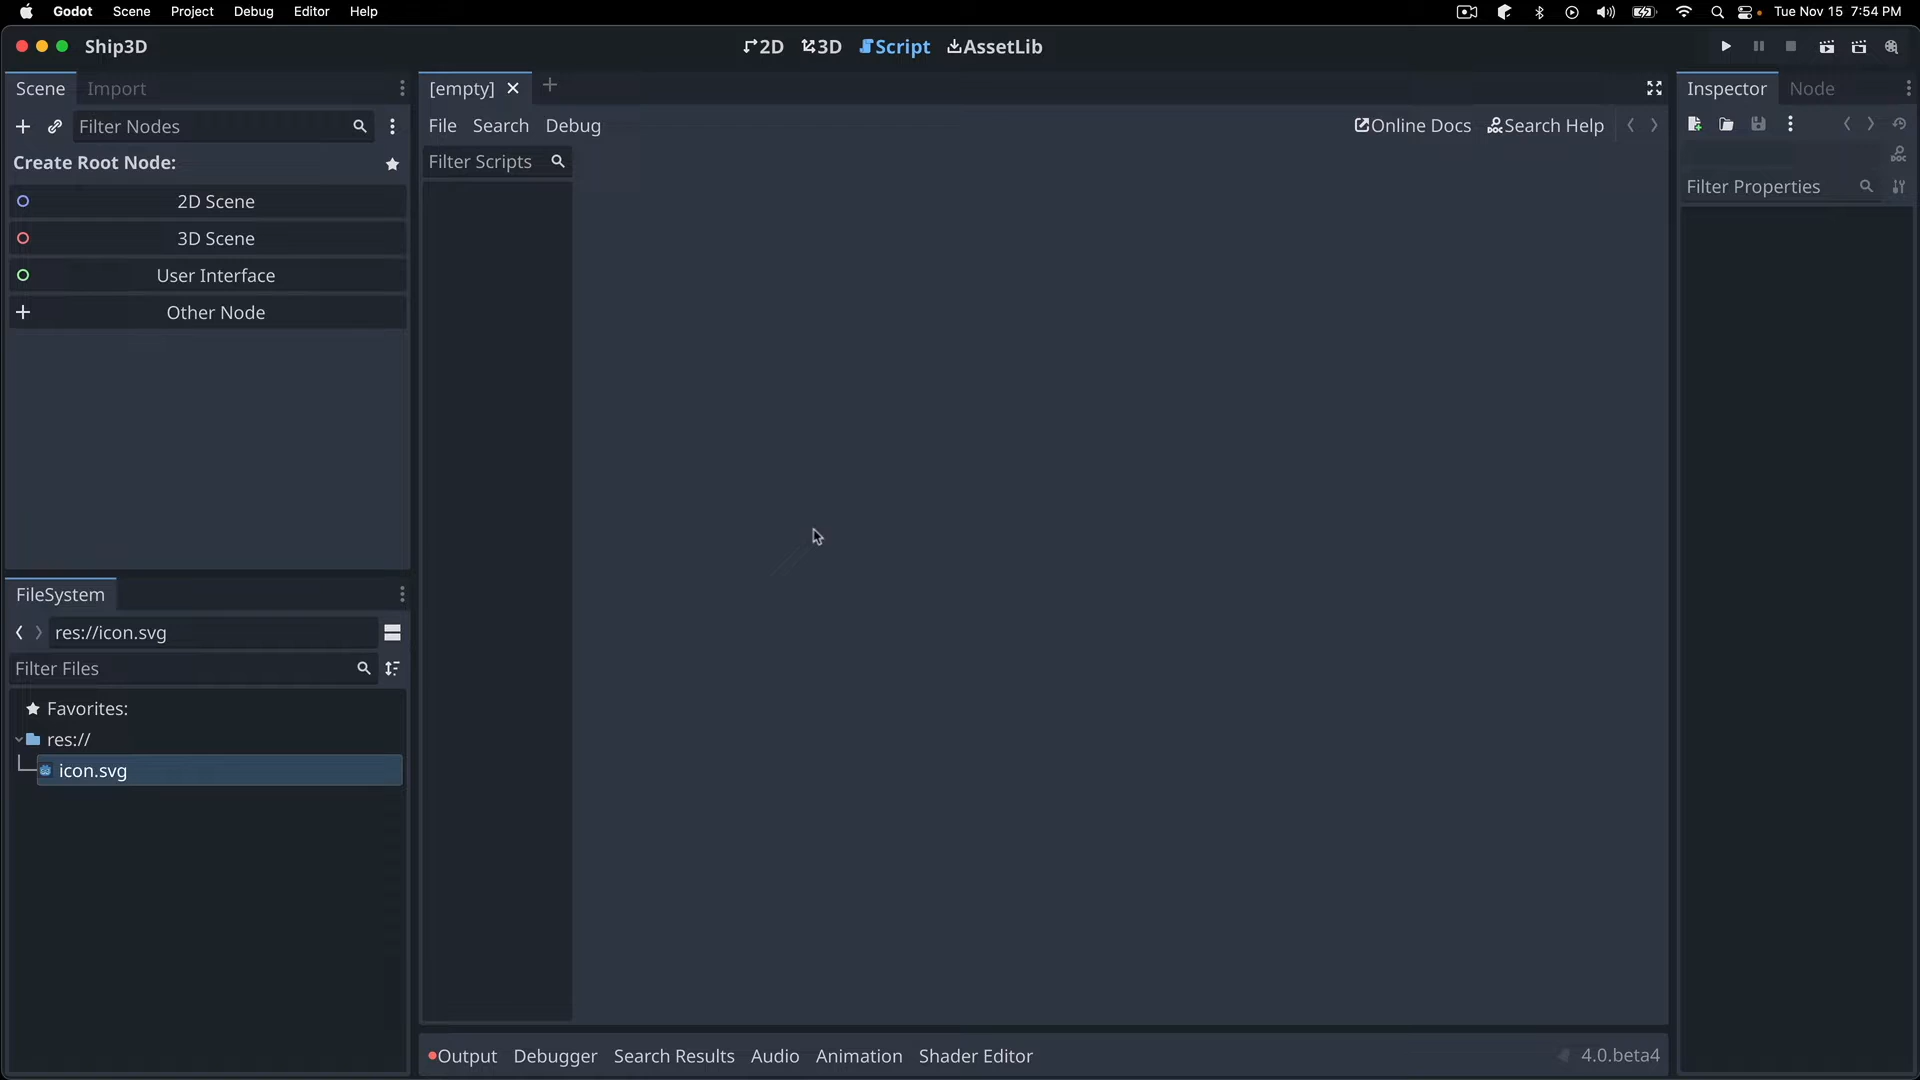 Godot Scene Project Debug Editor Help Tue Nov 15 7:54 PM
Ship3D 2D 3D Script AssetLib
Scene Import
Filter Nodes
Create Root Node:
2D Scene
3D Scene
User Interface
Other Node
FileSystem
res://icon.svg
Filter Files
Favorites:
res://
icon.svg
[empty]
File Search Debug Online Docs Search Help
Filter Scripts
Output Debugger Search Results Audio Animation Shader Editor 4.0.beta4
Inspector Node
DOC
Filter Properties